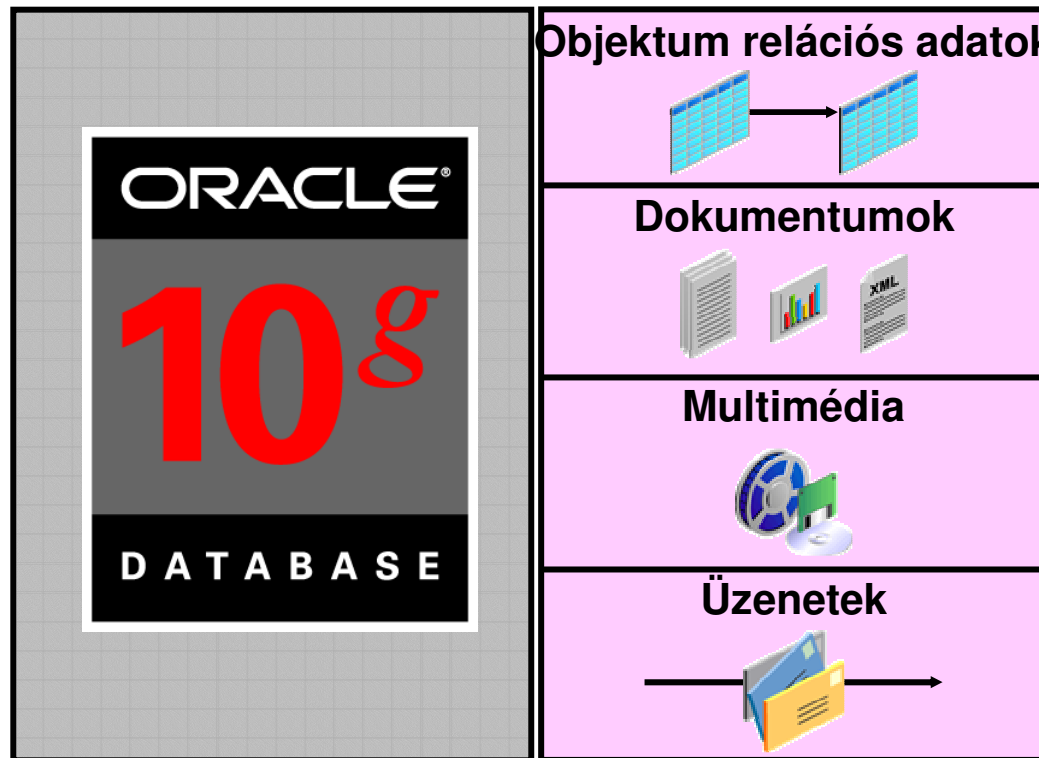 ORACLE®
10g
DATABASE
Objektum relációs adatok
Dokumentumok
XML
Multimédia
Üzenetek